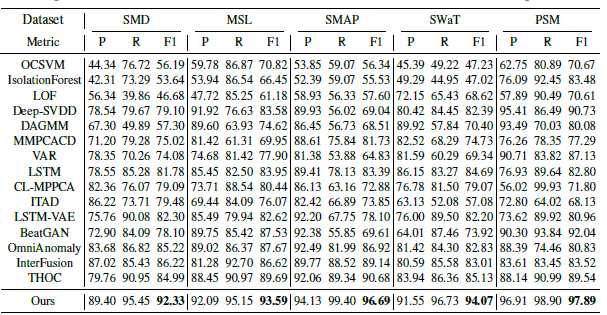 Dataset SMD MSL SMAP SWaT PSM
Metric P R F1 P R F1 P R F1 P R F1 P R F1
OCSVM 44.34 76.72 56.19 59.78 86.87 70.82 53.85 59.07 56.34 45.39 49.22 47.23 62.75 80.89 70.67
IsolationForest 42.31 73.29 53.64 53.94 86.54 66.45 52.39 59.07 55.53 49.29 44.95 47.02 76.09 92.45 83.48
LOF 56.34 39.86 46.68 47.72 85.25 61.18 58.93 56.33 57.60 72.15 65.43 68.62 57.89 90.49 70.61
Deep-SVDD 78.54 79.67 79.10 91.92 76.63 83.58 89.93 56.02 69.04 80.42 84.45 82.39 95.41 86.49 90.73
DAGMM 67.30 49.89 57.30 89.60 63.93 74.62 86.45 56.73 68.51 89.92 57.84 70.40 93.49 70.03 80.08
MMPCACD 71.20 79.28 75.02 81.42 61.31 69.95 88.61 75.84 81.73 82.52 68.29 74.73 76.26 78.35 77.29
VAR 78.35 70.26 74.08 74.68 81.42 77.90 81.38 53.88 64.83 81.59 60.29 69.34 90.71 83.82 87.13
LSTM 78.55 85.28 81.78 85.45 82.50 83.95 89.41 78.13 83.39 86.15 83.27 84.69 76.93 89.64 82.80
CL-MPPCA 82.36 76.07 79.09 73.71 88.54 80.44 86.13 63.16 72.88 76.78 81.50 79.07 56.02 99.93 71.80
ITAD 86.22 73.71 79.48 69.44 84.09 76.07 82.42 66.89 73.85 63.13 52.08 57.08 72.80 64.02 68.13
LSTM-VAE 75.76 90.08 82.30 85.49 79.94 82.62 92.20 67.75 78.10 76.00 89.50 82.20 73.62 89.92 80.96
BeatGAN 72.90 84.09 78.10 89.75 85.42 87.53 92.38 55.85 69.61 64.01 87.46 73.92 90.30 93.84 92.04
OmniAnomaly 83.68 86.82 85.22 89.02 86.37 87.67 92.49 81.99 86.92 81.42 84.30 82.83 88.39 74.46 80.83
InterFusion 87.02 85.43 86.22 81.28 92.70 86.62 89.77 88.52 89.14 80.59 85.58 83.01 83.61 83.45 83.52
THOC 79.76 90.95 84.99 88.45 90.97 89.69 92.06 89.34 90.68 83.94 86.36 85.13 88.14 90.99 89.54
Ours 89.40 95.45 92.33 92.09 95.15 93.59 94.13 99.40 96.69 91.55 96.73 94.07 96.91 98.90 97.89